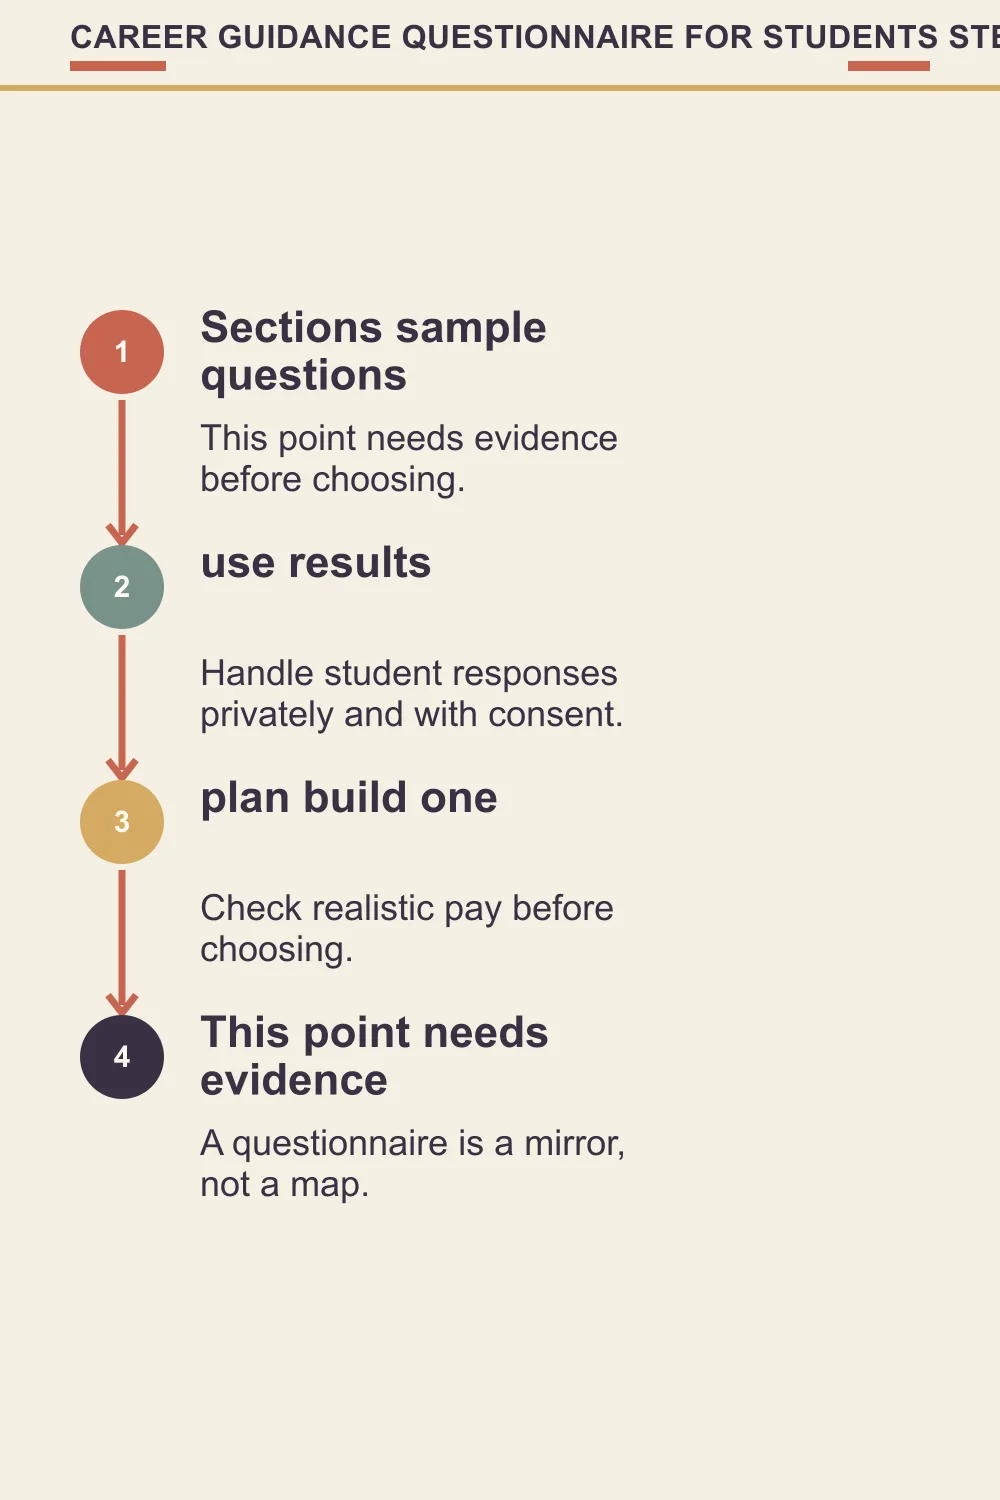 CAREER GUIDANCE QUESTIONNAIRE FOR STUDENTS STE
1
Sections sample
questions
This point needs evidence
before choosing.
2
use results
Handle student responses
privately and with consent.
3
plan build one
Check realistic pay before
choosing.
4
This point needs
evidence
A questionnaire is a mirror,
not a map.